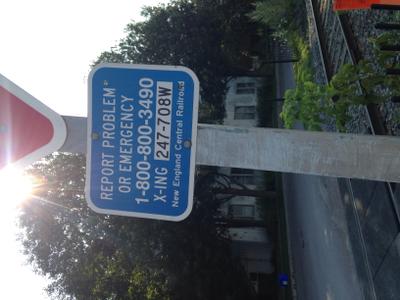 REPORT PROBLEM
OR EMERGENCY
1-800-800-3490
X-ING 247-708W
New England Central Railroad